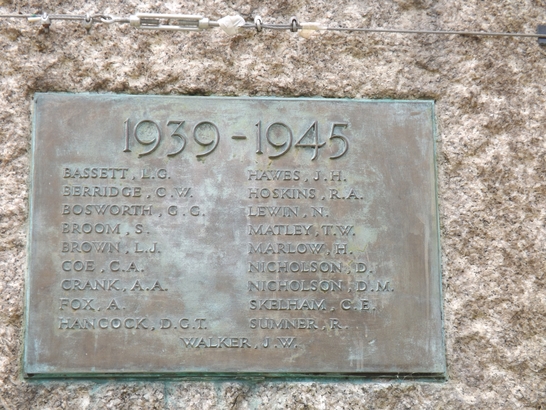 1939-1945
BASSETT, L.G.
BERRIDGE, C.W.
BOSWORTH, G.G.
BROOM, S.
BROWN, L.J.
COE, C.A.
CRANK, A.A.
FOX, A.
HANCOCK, D.G.T.
HAWES, J.H.
HOSKINS, R.A.
LEWIN, N.
MATLEY, T.W.
MARLOW, H.
NICHOLSON, D.
NICHOLSON, D.M.
SKELHAM, G.E.
SUMNER, R.
WALKER, J.W.